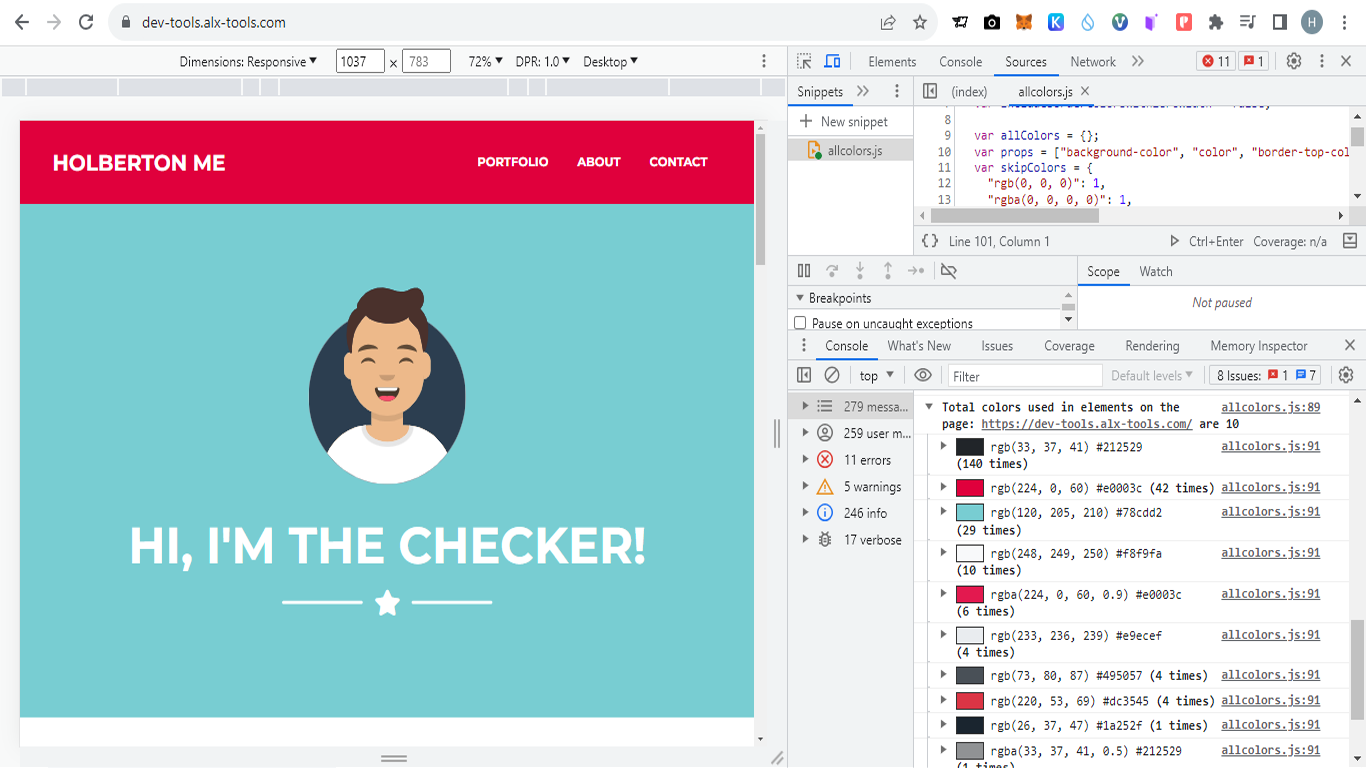 dev-tools.alx-tools.com
H
Dimensions: Responsive 1037 x 783 72% DPR: 1.0 Desktop
Elements Console Sources Network 11 1
HOLBERTON ME
PORTFOLIO ABOUT CONTACT
HI, I'M THE CHECKER!
Snippets
New snippet
allcolors.js
(index) allcolors.js
8
9 var allColors = {};
10 var props = ["background-color", "color", "border-top-col
11 var skipColors = {
12 "rgb(0, 0, 0)": 1,
13 "rgba(0, 0, 0, 0)": 1,
{} Line 101, Column 1 Ctrl+Enter Coverage: n/a
Scope Watch
Breakpoints
Not paused
Pause on uncaught exceptions
Console What's New Issues Coverage Rendering Memory Inspector
top Filter Default levels 8 Issues: 1 7
279 messa...
259 user m...
11 errors
5 warnings
246 info
17 verbose
Total colors used in elements on the allcolors.js:89
page: https://dev-tools.alx-tools.com/ are 10
rgb(33, 37, 41) #212529 allcolors.js:91
(140 times)
rgb(224, 0, 60) #e0003c (42 times) allcolors.js:91
rgb(120, 205, 210) #78cdd2 allcolors.js:91
(29 times)
rgb(248, 249, 250) #f8f9fa allcolors.js:91
(10 times)
rgba(224, 0, 60, 0.9) #e0003c allcolors.js:91
(6 times)
rgb(233, 236, 239) #e9ecef allcolors.js:91
(4 times)
rgb(73, 80, 87) #495057 (4 times) allcolors.js:91
rgb(220, 53, 69) #dc3545 (4 times) allcolors.js:91
rgb(26, 37, 47) #1a252f (1 times) allcolors.js:91
rgba(33, 37, 41, 0.5) #212529 allcolors.js:91
(1 times)